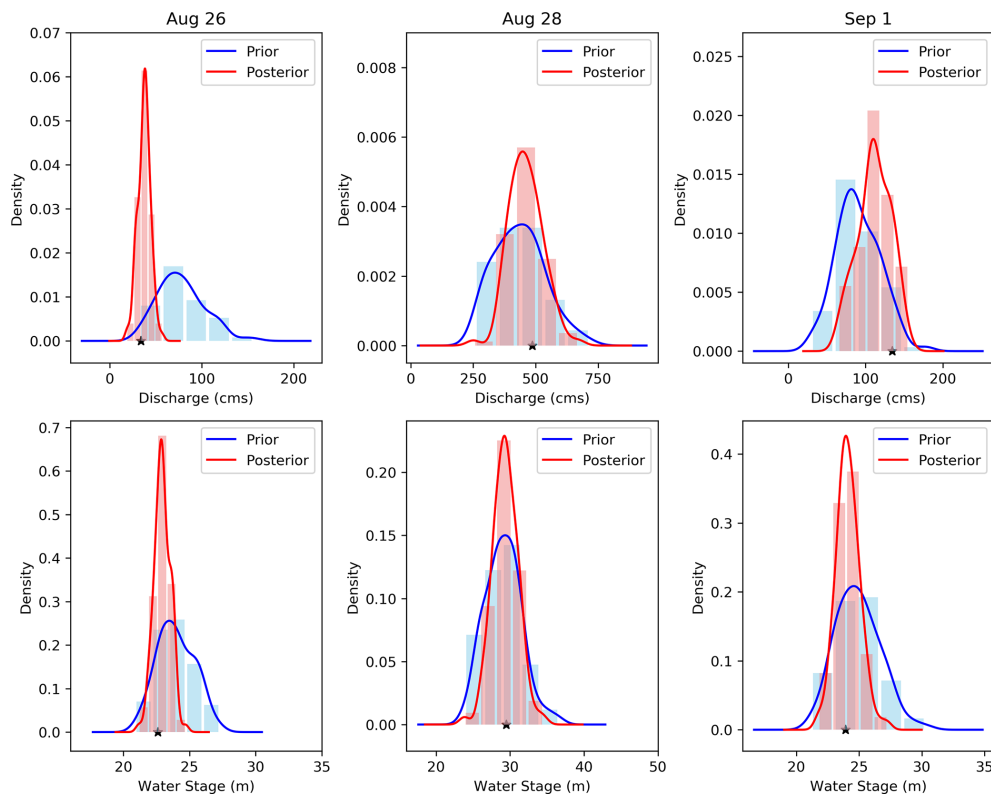 Aug 26
Aug 28
Sep 1
0.07
0.06
0.05
0.04
0.03
0.02
0.01
0.00
Density
Prior
Posterior
0
100
200
Discharge (cms)
0.008
0.006
0.004
0.002
0.000
Density
Prior
Posterior
0
250
500
750
Discharge (cms)
0.025
0.020
0.015
0.010
0.005
0.000
Density
Prior
Posterior
0
100
200
Discharge (cms)
0.7
0.6
0.5
0.4
0.3
0.2
0.1
0.0
Density
Prior
Posterior
20
25
30
35
Water Stage (m)
0.20
0.15
0.10
0.05
0.00
Density
Prior
Posterior
20
30
40
50
Water Stage (m)
0.4
0.3
0.2
0.1
0.0
Density
Prior
Posterior
20
25
30
35
Water Stage (m)